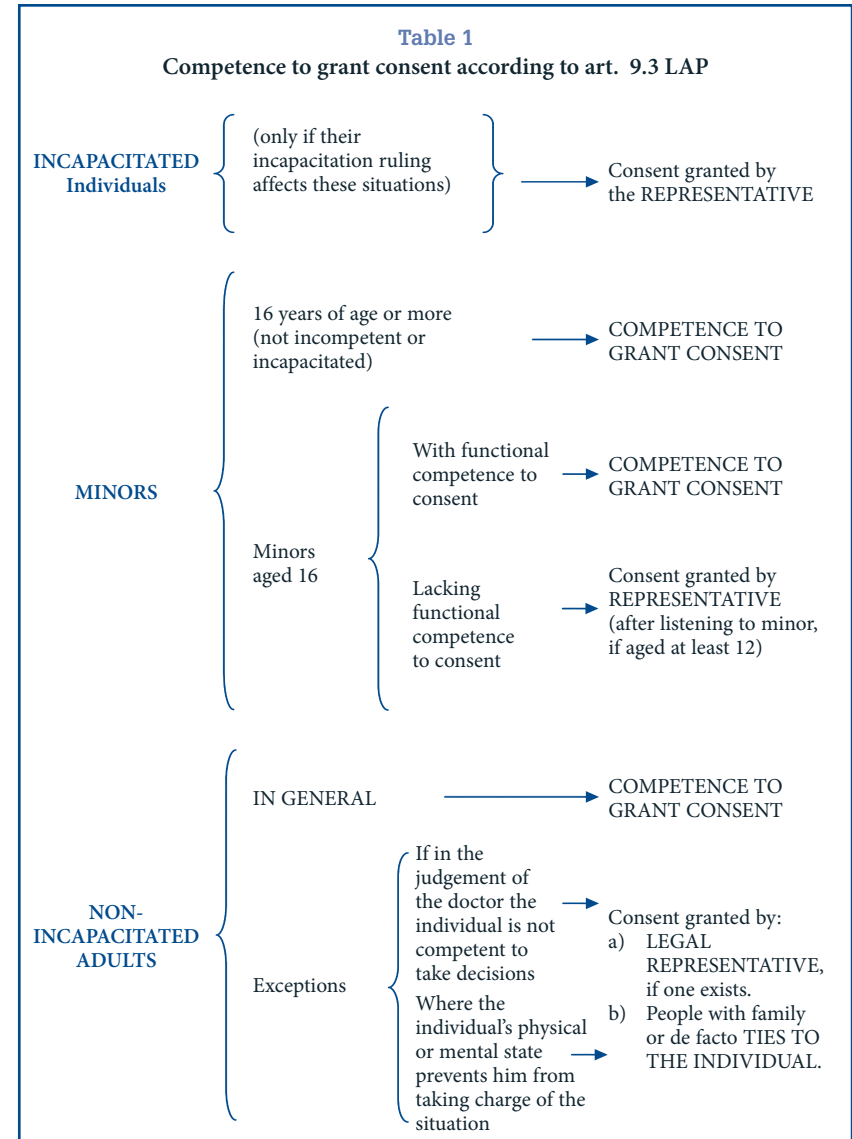 Table 1
Competence to grant consent according to art. 9.3 LAP
INCAPACITATED
Individuals
(only if their
incapacitation ruling
affects these situations)
Consent granted by
the REPRESENTATIVE
MINORS
16 years of age or more
(not incompetent or
incapacitated)
COMPETENCE TO
GRANT CONSENT
Minors
aged 16
With functional
competence to
consent
COMPETENCE TO
GRANT CONSENT
Lacking
functional
competence
to consent
Consent granted by
REPRESENTATIVE
(after listening to minor,
if aged at least 12)
NON-
INCAPACITATED
ADULTS
IN GENERAL
COMPETENCE TO
GRANT CONSENT
Exceptions
If in the
judgement of
the doctor the
individual is not
competent to
take decisions
Where the
individual's physical
or mental state
prevents him from
taking charge of the
situation
Consent granted by:
a) LEGAL
REPRESENTATIVE,
if one exists.
b) People with family
or de facto TIES TO
THE INDIVIDUAL.